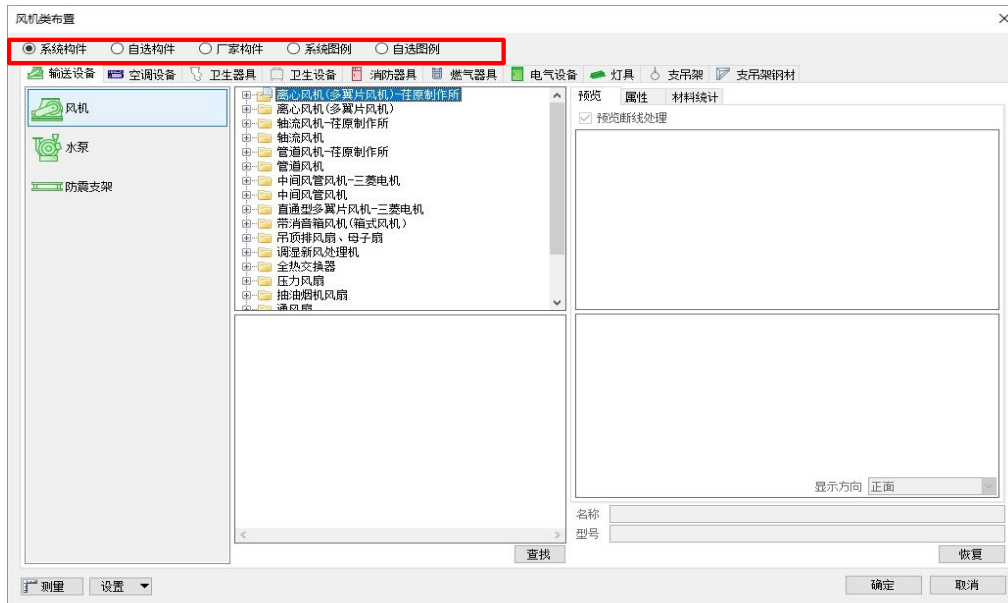 风机类布置
系统构件 自选构件 厂家构件 系统图例 自选图例
输送设备 空调设备 卫生器具 卫生设备 消防器具 燃气器具 电气设备 灯具 支吊架 支吊架钢材
风机
水泵
防震支架
离心风机(多翼片风机)-荏原制作所
离心风机(多翼片风机)
轴流风机-荏原制作所
轴流风机
管道风机-荏原制作所
管道风机
中间风管风机-三菱电机
中间风管风机
直通型多翼片风机-三菱电机
带消音箱风机(箱式风机)
吊顶排风扇、母子扇
调湿新风处理机
全热交换器
压力风扇
抽油烟机风扇
通风扇
查找
预览 属性 材料统计
预览断线处理
显示方向 正面
名称
型号
恢复
测量 设置 确定 取消